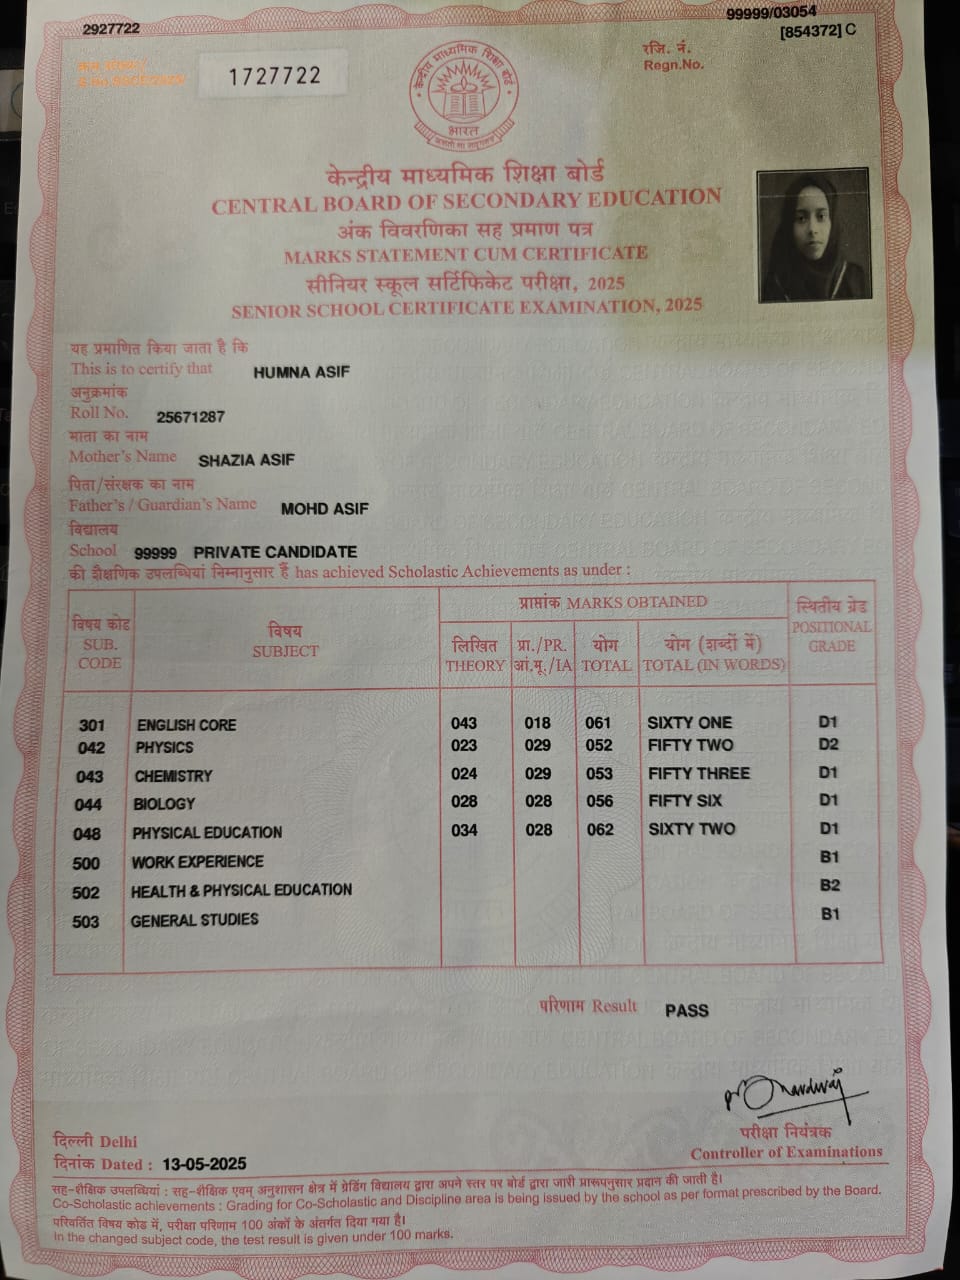 2927722
99999/03054
[854372] C
1727722
रजि. नं.
Regn.No.
केन्द्रीय माध्यमिक शिक्षा बोर्ड
भारत
केन्द्रीय माध्यमिक शिक्षा बोर्ड
CENTRAL BOARD OF SECONDARY EDUCATION
अंक विवरणिका सह प्रमाण पत्र
MARKS STATEMENT CUM CERTIFICATE
सीनियर स्कूल सर्टिफिकेट परीक्षा, 2025
SENIOR SCHOOL CERTIFICATE EXAMINATION, 2025
यह प्रमाणित किया जाता है कि
This is to certify that HUMNA ASIF
अनुक्रमांक
Roll No. 25671287
माता का नाम
Mother's Name SHAZIA ASIF
पिता/संरक्षक का नाम
Father's / Guardian's Name MOHD ASIF
विद्यालय
School 99999 PRIVATE CANDIDATE
की शैक्षणिक उपलब्धियां निम्नानुसार हैं has achieved Scholastic Achievements as under :
विषय कोड SUB. CODE
विषय SUBJECT
प्राप्तांक MARKS OBTAINED
स्थितीय ग्रेड POSITIONAL GRADE
लिखित THEORY
प्रा./PR. आं.मू./IA
योग TOTAL
योग (शब्दों में) TOTAL (IN WORDS)
301 ENGLISH CORE 043 018 061 SIXTY ONE D1
042 PHYSICS 023 029 052 FIFTY TWO D2
043 CHEMISTRY 024 029 053 FIFTY THREE D1
044 BIOLOGY 028 028 056 FIFTY SIX D1
048 PHYSICAL EDUCATION 034 028 062 SIXTY TWO D1
500 WORK EXPERIENCE B1
502 HEALTH & PHYSICAL EDUCATION B2
503 GENERAL STUDIES B1
परिणाम Result PASS
परीक्षा नियंत्रक
Controller of Examinations
दिल्ली Delhi
दिनांक Dated : 13-05-2025
सह-शैक्षिक उपलब्धियां : सह-शैक्षिक एवम् अनुशासन क्षेत्र में ग्रेडिंग विद्यालय द्वारा अपने स्तर पर बोर्ड द्वारा जारी प्रारूपनुसार प्रदान की जाती है।
Co-Scholastic achievements : Grading for Co-Scholastic and Discipline area is being issued by the school as per format prescribed by the Board.
परिवर्तित विषय कोड में, परीक्षा परिणाम 100 अंकों के अंतर्गत दिया गया है।
In the changed subject code, the test result is given under 100 marks.